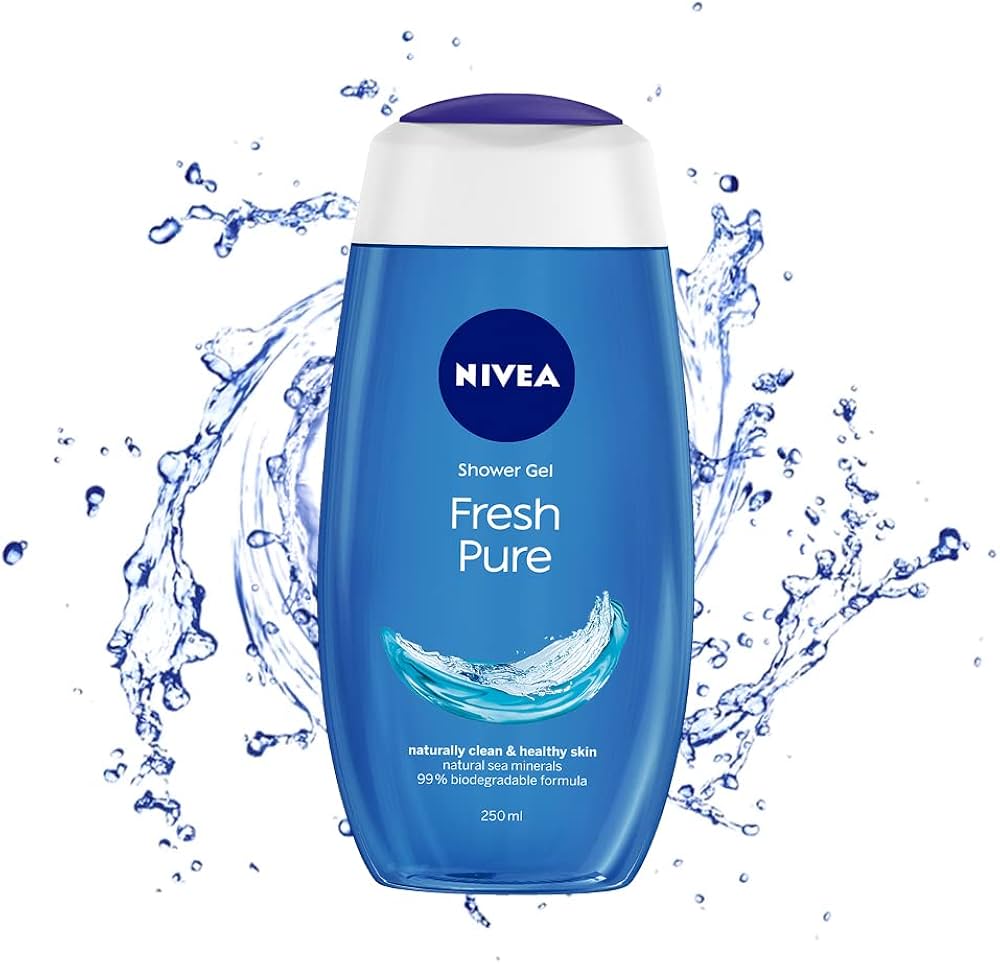 NIVEA
Shower Gel
Fresh
Pure
naturally clean & healthy skin
natural sea minerals
99% biodegradable formula
250 ml